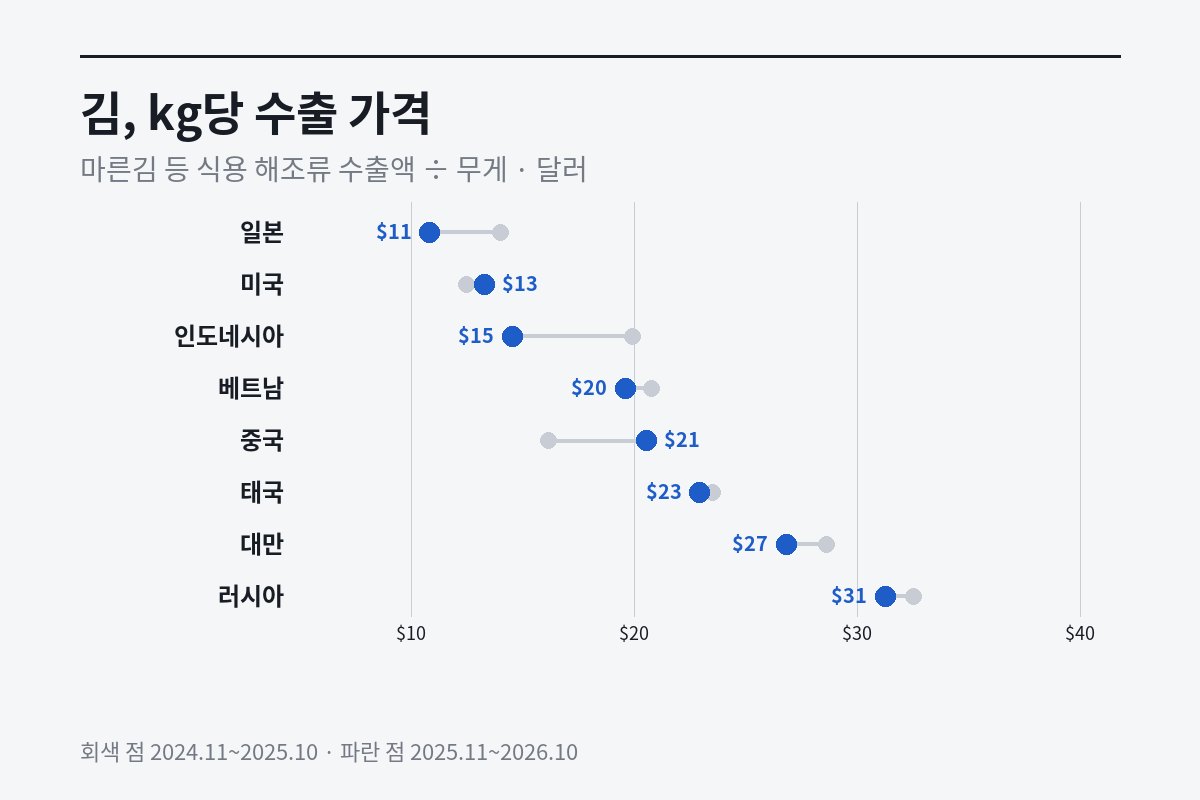 김, kg당 수출 가격
마른김 등 식용 해조류 수출액 ÷ 무게 · 달러
일본 $11
미국 $13
인도네시아 $15
베트남 $20
중국 $21
태국 $23
대만 $27
러시아 $31
$10 $20 $30 $40
회색 점 2024.11~2025.10 · 파란 점 2025.11~2026.10